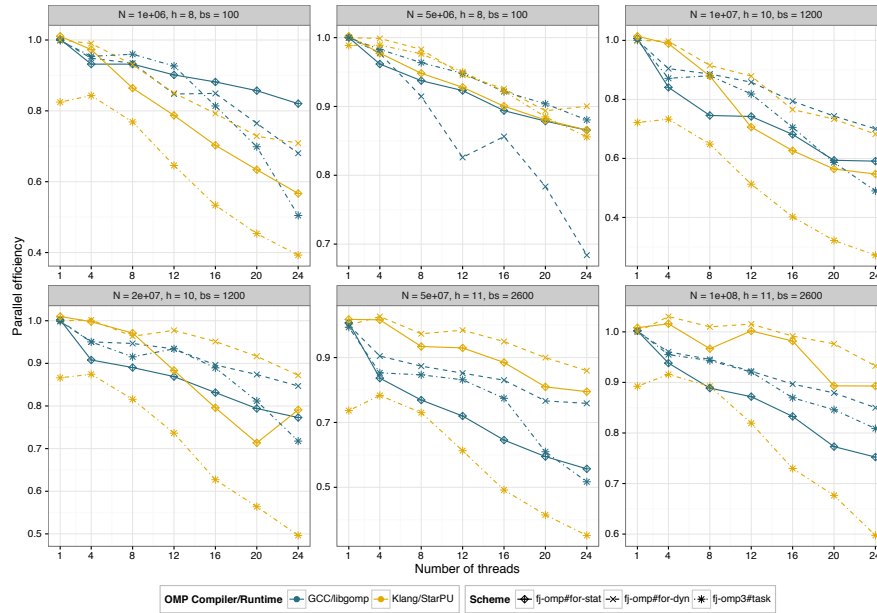 N = 1e+06, h = 8, bs = 100
N = 5e+06, h = 8, bs = 100
N = 1e+07, h = 10, bs = 1200
1.0
0.8
0.6
0.4
1.0
0.9
0.8
0.7
1.0
0.8
0.6
0.4
1 4 8 12 16 20 24
1 4 8 12 16 20 24
1 4 8 12 16 20 24
Parallel efficiency
N = 2e+07, h = 10, bs = 1200
N = 5e+07, h = 11, bs = 2600
N = 1e+08, h = 11, bs = 2600
1.0
0.9
0.8
0.7
0.6
0.5
0.9
0.7
0.5
1.0
0.9
0.8
0.7
0.6
1 4 8 12 16 20 24
1 4 8 12 16 20 24
1 4 8 12 16 20 24
Number of threads
OMP Compiler/Runtime GCC/libgomp Klang/StarPU
Scheme fj-omp#for-stat fj-omp#for-dyn fj-omp3#task